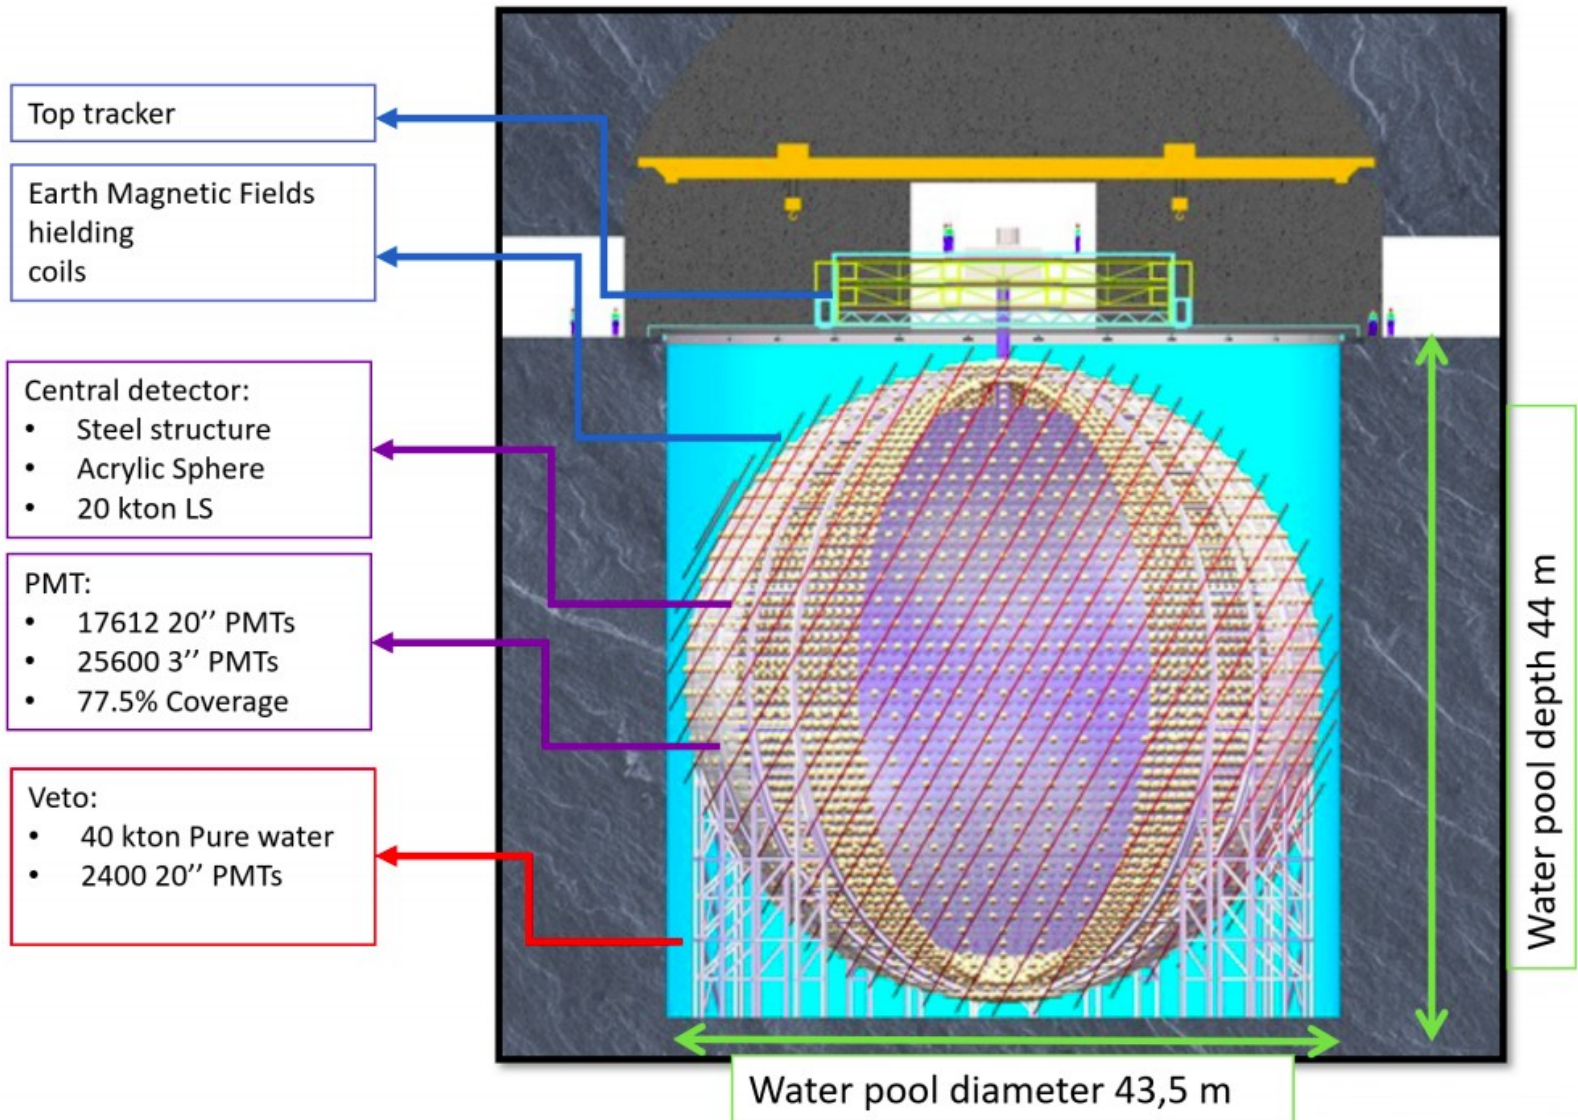 Top tracker
Earth Magnetic Fields
hielding
coils
Central detector:
• Steel structure
• Acrylic Sphere
• 20 kton LS
PMT:
• 17612 20’’ PMTs
• 25600 3’’ PMTs
• 77.5% Coverage
Veto:
• 40 kton Pure water
• 2400 20’’ PMTs
Water pool depth 44 m
Water pool diameter 43,5 m